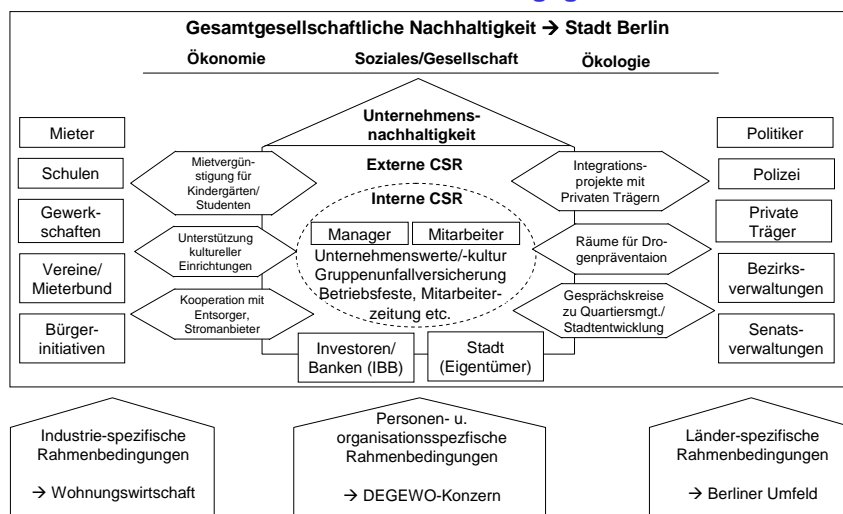 Gesamtgesellschaftliche Nachhaltigkeit → Stadt Berlin
Ökonomie
Soziales/Gesellschaft
Ökologie
Unternehmens-
nachhaltigkeit
Externe CSR
Interne CSR
Manager
Mitarbeiter
Unternehmenswerte/-kultur
Gruppenunfallversicherung
Betriebsfeste, Mitarbeiter-
zeitung etc.
Mieter
Schulen
Gewerk-
schaften
Vereine/
Mieterbund
Bürger-
initiativen
Mietvergün-
stigung für
Kindergärten/
Studenten
Unterstützung
kultureller
Einrichtungen
Kooperation mit
Entsorger,
Stromanbieter
Integrations-
projekte mit
Privaten Trägern
Räume für Dro-
genpräventaion
Gesprächskreise
zu Quartiersmgt./
Stadtentwicklung
Politiker
Polizei
Private
Träger
Bezirks-
verwaltungen
Senats-
verwaltungen
Investoren/
Banken (IBB)
Stadt
(Eigentümer)
Industrie-spezifische
Rahmenbedingungen
→ Wohnungswirtschaft
Personen- u.
organisationsspezfische
Rahmenbedingungen
→ DEGEWO-Konzern
Länder-spezifische
Rahmenbedingungen
→ Berliner Umfeld